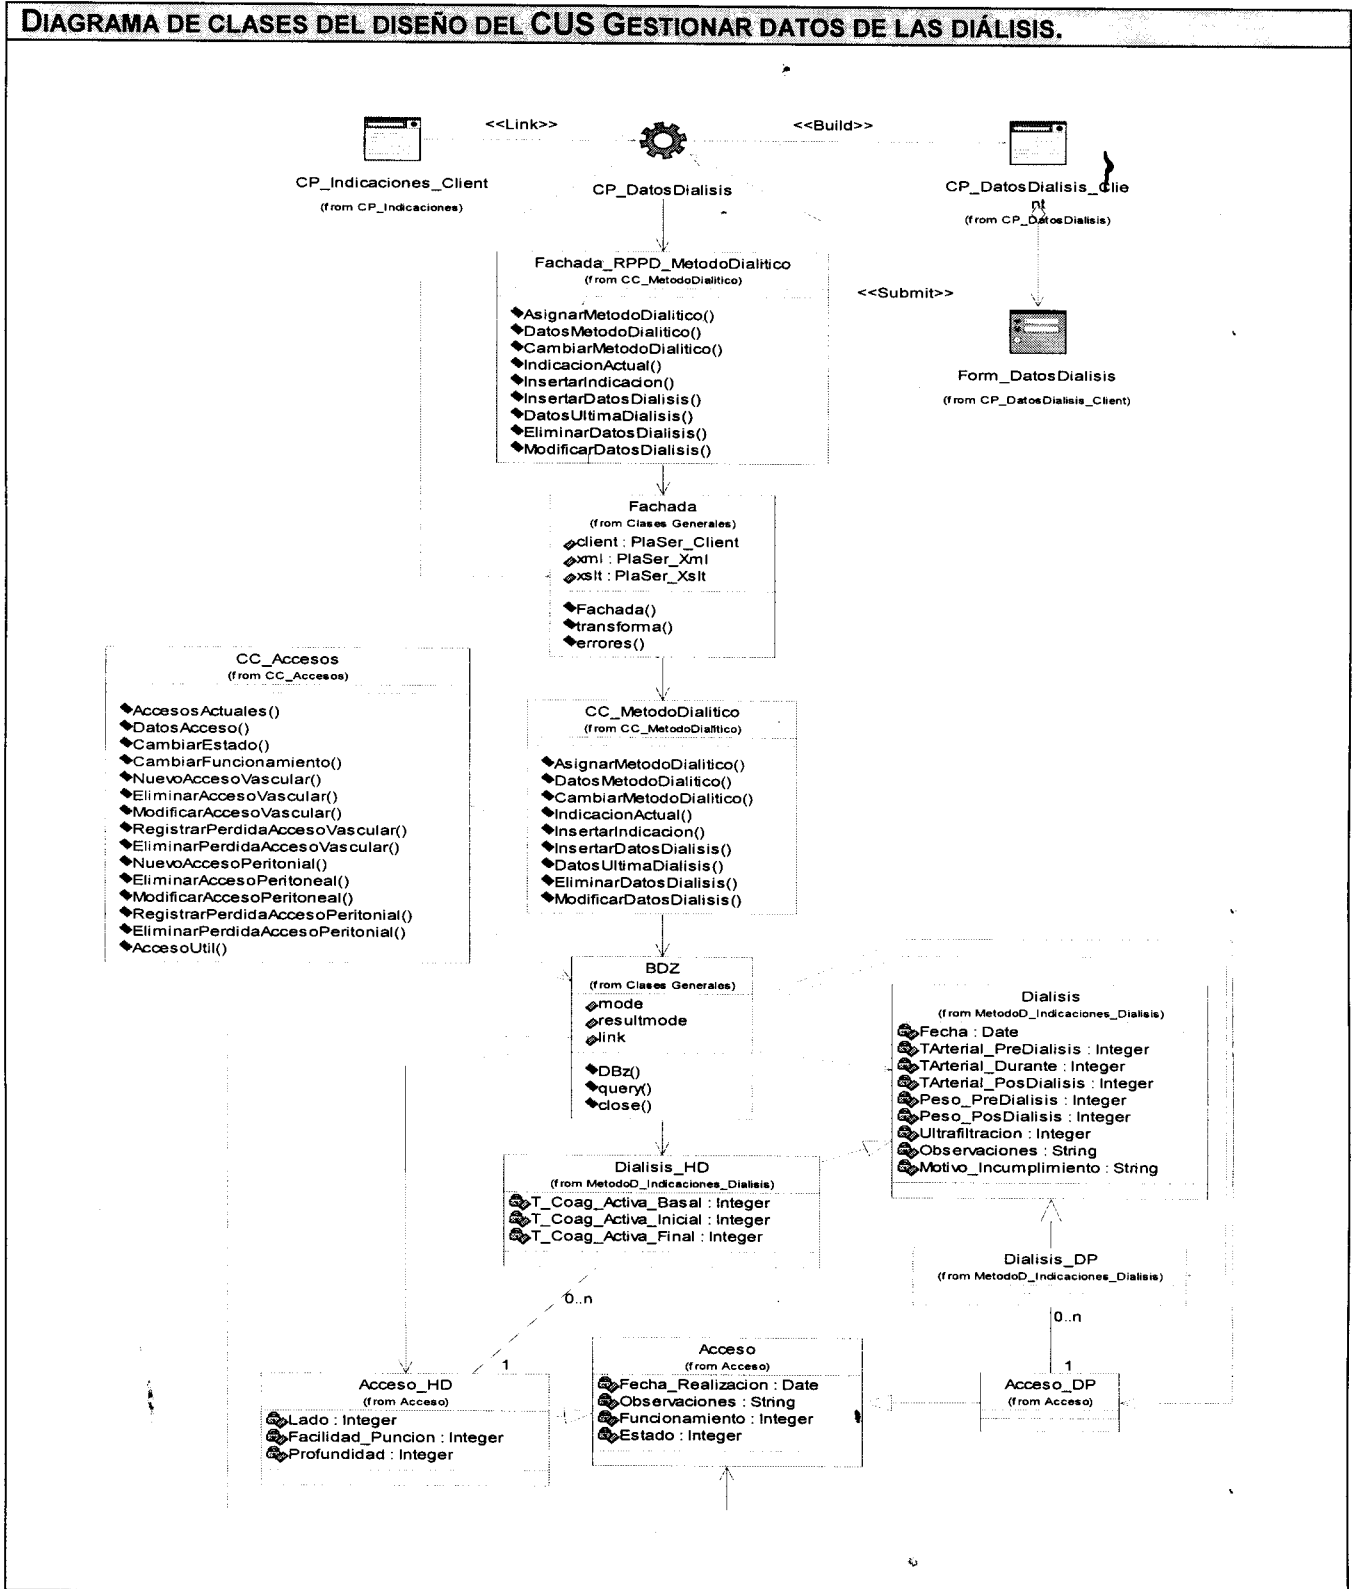 DIAGRAMA DE CLASES DEL DISEÑO DEL CUS GESTIONAR DATOS DE LAS DIÁLISIS.
<<Link>>
<<Build>>
CP_Indicaciones_Client
(from CP_Indicaciones)
CP_DatosDialisis
CP_DatosDialisis_Clie
nt
(from CP_DatosDialisis)
Fachada_RPPD_MetodoDialitico
(from CC_MetodoDialitico)
AsignarMetodoDialitico()
DatosMetodoDialitico()
CambiarMetodoDialitico()
IndicacionActual()
InsertarIndicacion()
InsertarDatosDialisis()
DatosUltimaDialisis()
EliminarDatosDialisis()
ModificarDatosDialisis()
<<Submit>>
Form_DatosDialisis
(from CP_DatosDialisis_Client)
Fachada
(from Clases Generales)
client : PlaSer_Client
xml : PlaSer_Xml
xslt : PlaSer_Xslt
Fachada()
transforma()
errores()
CC_Accesos
(from CC_Accesos)
AccesosActuales()
DatosAcceso()
CambiarEstado()
CambiarFuncionamiento()
NuevoAccesoVascular()
EliminarAccesoVascular()
ModificarAccesoVascular()
RegistrarPerdidaAccesoVascular()
EliminarPerdidaAccesoVascular()
NuevoAccesoPeritonial()
EliminarAccesoPeritoneal()
ModificarAccesoPeritoneal()
RegistrarPerdidaAccesoPeritonial()
EliminarPerdidaAccesoPeritonial()
AccesoUtil()
CC_MetodoDialitico
(from CC_MetodoDialitico)
AsignarMetodoDialitico()
DatosMetodoDialitico()
CambiarMetodoDialitico()
IndicacionActual()
InsertarIndicacion()
InsertarDatosDialisis()
DatosUltimaDialisis()
EliminarDatosDialisis()
ModificarDatosDialisis()
BDZ
(from Clases Generales)
mode
resultmode
link
DBz()
query()
close()
Dialisis
(from MetodoD_Indicaciones_Dialisis)
Fecha : Date
TArterial_PreDialisis : Integer
TArterial_Durante : Integer
TArterial_PosDialisis : Integer
Peso_PreDialisis : Integer
Peso_PosDialisis : Integer
Ultrafiltracion : Integer
Observaciones : String
Motivo_Incumplimiento : String
Dialisis_HD
(from MetodoD_Indicaciones_Dialisis)
T_Coag_Activa_Basal : Integer
T_Coag_Activa_Inicial : Integer
T_Coag_Activa_Final : Integer
Dialisis_DP
(from MetodoD_Indicaciones_Dialisis)
0..n
0..n
1
1
Acceso_HD
(from Acceso)
Lado : Integer
Facilidad_Puncion : Integer
Profundidad : Integer
Acceso
(from Acceso)
Fecha_Realizacion : Date
Observaciones : String
Funcionamiento : Integer
Estado : Integer
Acceso_DP
(from Acceso)